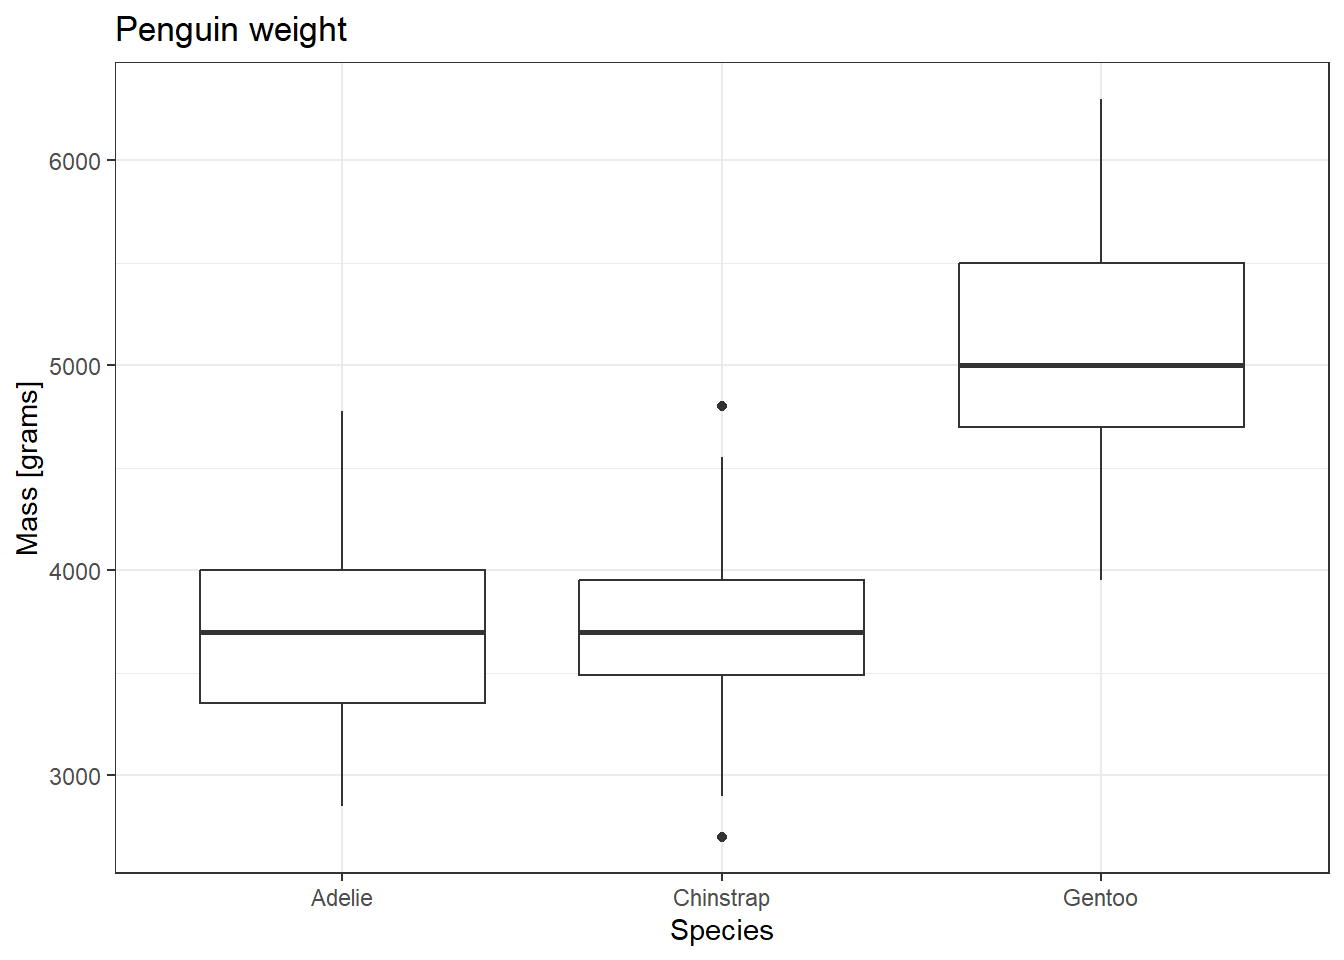 Penguin weight
Mass [grams]
6000
5000
4000
3000
Adelie Chinstrap Gentoo
Species